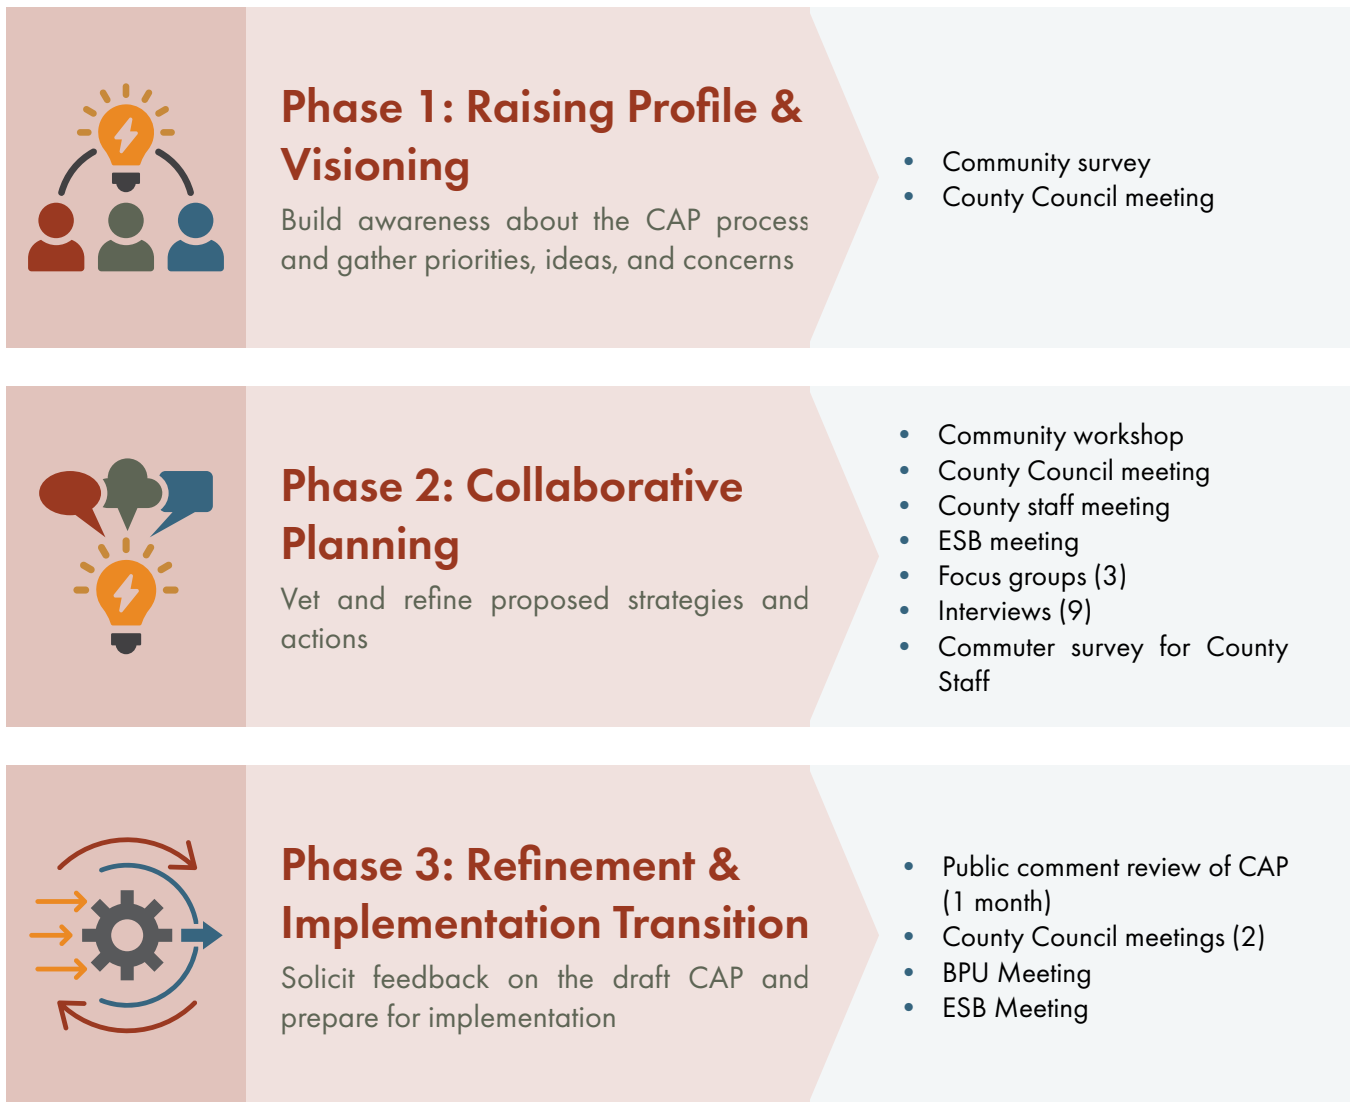 Phase 1: Raising Profile &
Visioning
Build awareness about the CAP process
and gather priorities, ideas, and concerns
• Community survey
• County Council meeting
Phase 2: Collaborative
Planning
Vet and refine proposed strategies and
actions
• Community workshop
• County Council meeting
• County staff meeting
• ESB meeting
• Focus groups (3)
• Interviews (9)
• Commuter survey for County
Staff
Phase 3: Refinement &
Implementation Transition
Solicit feedback on the draft CAP and
prepare for implementation
• Public comment review of CAP
(1 month)
• County Council meetings (2)
• BPU Meeting
• ESB Meeting